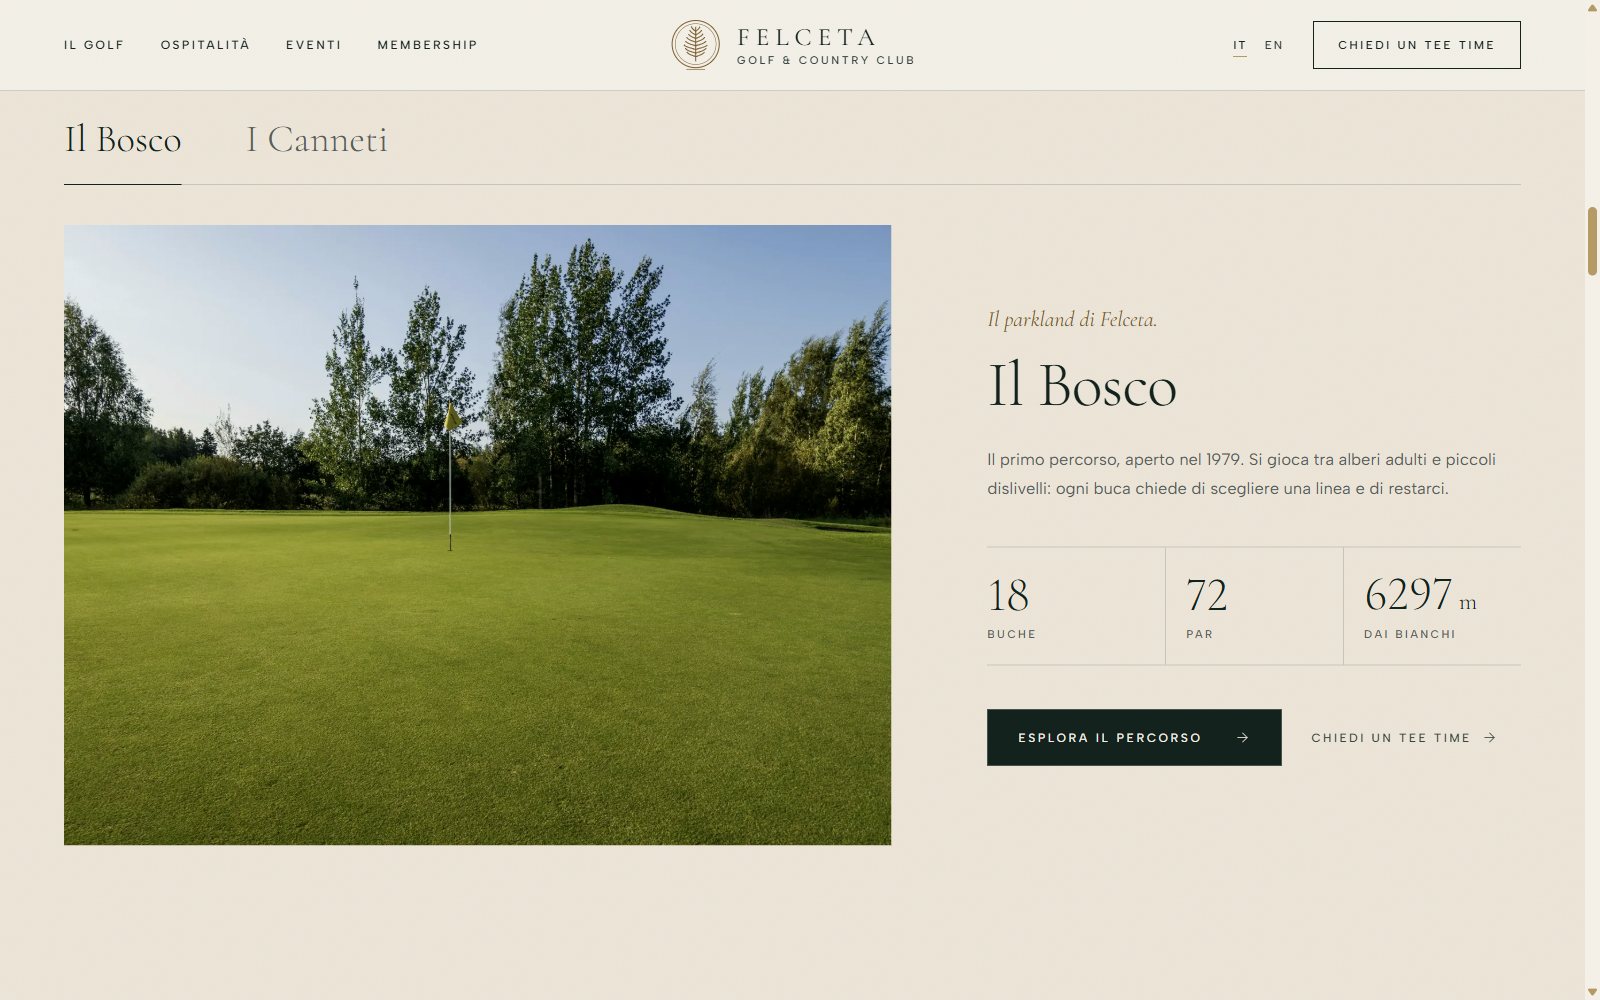 IL GOLF
OSPITALITÀ
EVENTI
MEMBERSHIP
FELCETA
GOLF & COUNTRY CLUB
IT
EN
CHIEDI UN TEE TIME
Il Bosco
I Canneti
Il parkland di Felceta.
Il Bosco
Il primo percorso, aperto nel 1979. Si gioca tra alberi adulti e piccoli
dislivelli: ogni buca chiede di scegliere una linea e di restarci.
18
BUCHE
72
PAR
6297 m
DAI BIANCHI
ESPLORA IL PERCORSO →
CHIEDI UN TEE TIME →